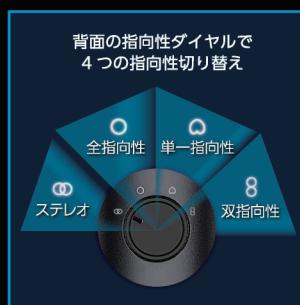 背面の指向性ダイヤルで
4つの指向性切り替え
全指向性
単一指向性
ステレオ
双指向性